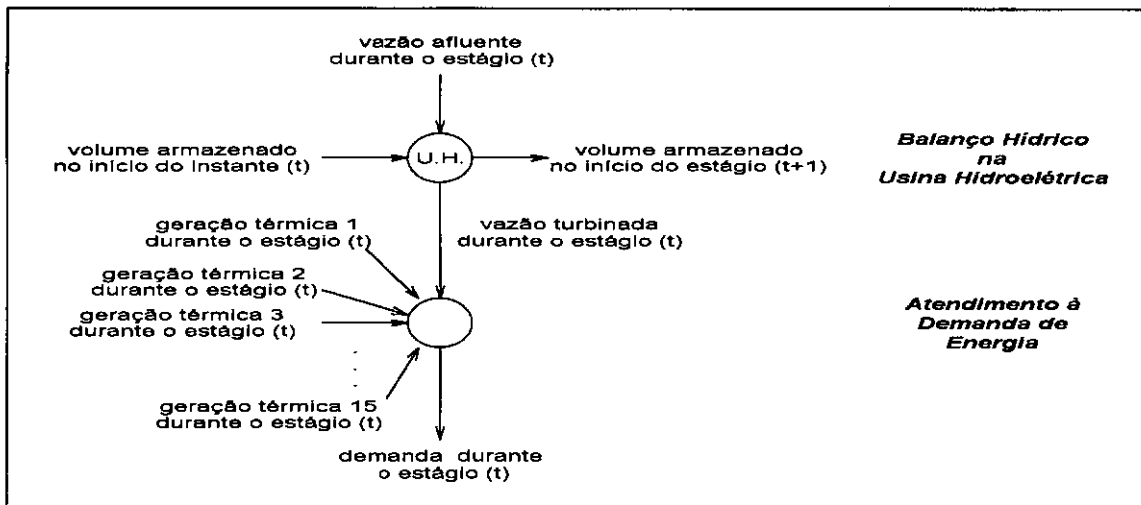 vazão afluente
durante o estágio (t)
volume armazenado
no início do instante (t)
U.H.
volume armazenado
no início do estágio (t+1)
Balanço Hídrico
na
Usina Hidroelétrica
geração térmica 1
durante o estágio (t)
vazão turbinada
durante o estágio (t)
geração térmica 2
durante o estágio (t)
geração térmica 3
durante o estágio (t)
Atendimento à
Demanda de
Energia
geração térmica 15
durante o estágio (t)
demanda durante
o estágio (t)